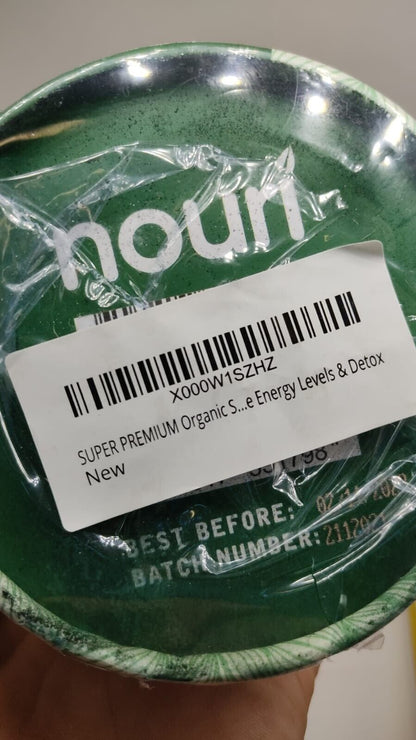 nouri
X000W1SZHZ
SUPER PREMIUM Organic S...e Energy Levels & Detox
New
BEST BEFORE:
BATCH NUMBER: